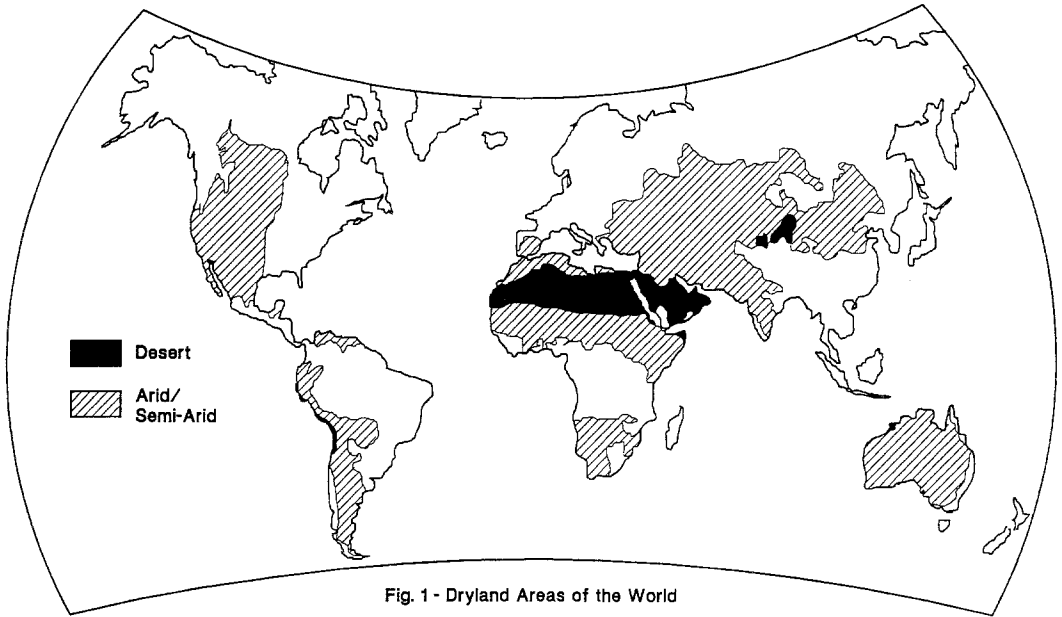 Desert
Arid/
Semi-Arid
Fig. 1 - Dryland Areas of the World